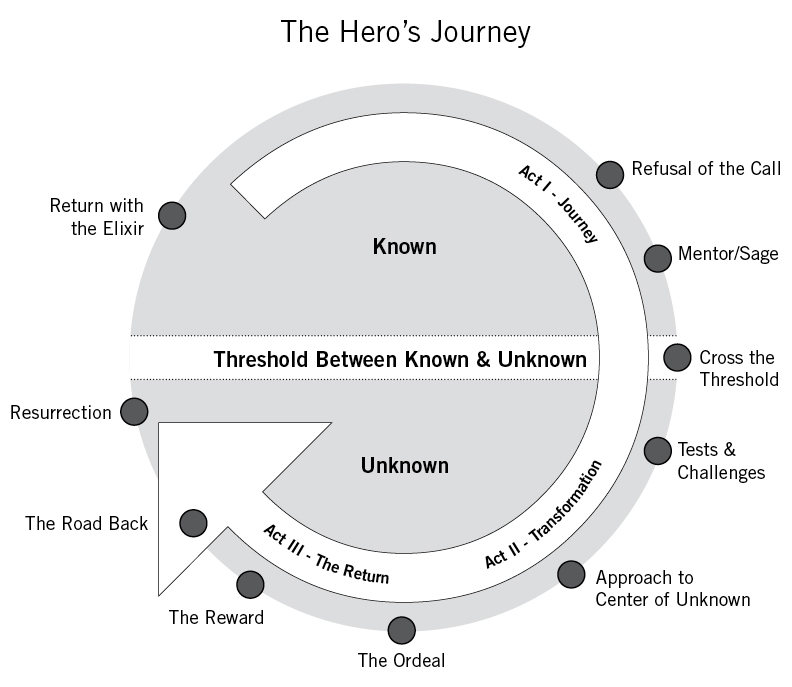 The Hero’s Journey
Act I - Journey
Refusal of the Call
Mentor/Sage
Return with
the Elixir
Known
Threshold Between Known & Unknown
Cross the
Threshold
Resurrection
Unknown
Tests &
Challenges
The Road Back
Act III - The Return
Act II - Transformation
Approach to
Center of Unknown
The Reward
The Ordeal